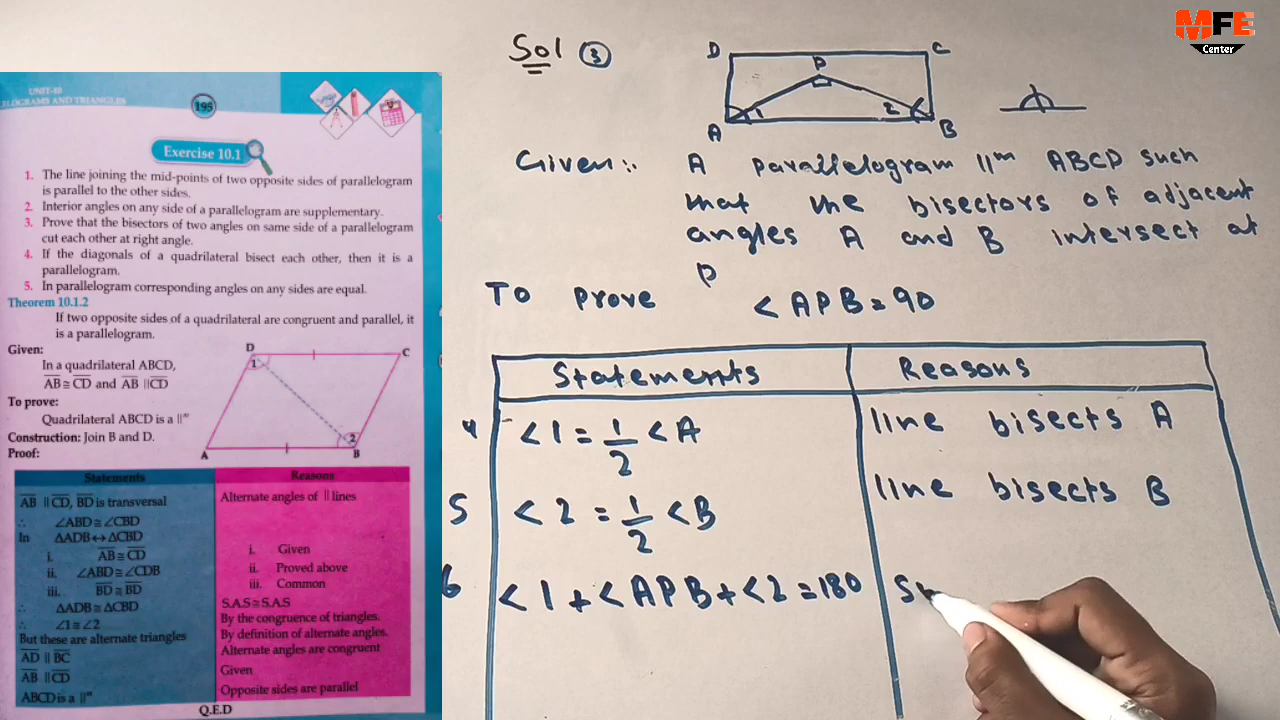 MFE
Center
UNIT-10
ELOGRAMS AND TRIANGLES
195
Exercise 10.1
1. The line joining the mid-points of two opposite sides of parallelogram
is parallel to the other sides.
2. Interior angles on any side of a parallelogram are supplementary.
3. Prove that the bisectors of two angles on same side of a parallelogram
cut each other at right angle.
4. If the diagonals of a quadrilateral bisect each other, then it is a
parallelogram.
5. In parallelogram corresponding angles on any sides are equal.
Theorem 10.1.2
If two opposite sides of a quadrilateral are congruent and parallel, it
is a parallelogram.
Given:
In a quadrilateral ABCD,
AB ≅ CD and AB ||CD
To prove:
Quadrilateral ABCD is a ||m
Construction: Join B and D.
Proof:
D
C
1
2
A
B
Statements
Reasons
AB || CD, BD is transversal
Alternate angles of || lines
∴ ∠ABD ≅ ∠CBD
In ΔADB ↔ ΔCBD
i. AB ≅ CD
i. Given
ii. ∠ABD ≅ ∠CDB
ii. Proved above
iii. BD ≅ BD
iii. Common
∴ ΔADB ≅ ΔCBD
S.A.S ≅ S.A.S
∴ ∠1 ≅ ∠2
By the congruence of triangles.
But these are alternate triangles
By definition of alternate angles.
AD || BC
Alternate angles are congruent
AB || CD
Given
ABCD is a ||m
Opposite sides are parallel
Q.E.D
Sol 3
D
C
P
1
2
A
B
Given:. A parallelogram ||m ABCD such
that the bisectors of adjacent
angles A and B intersect at
P
To prove <APB=90
Statements
Reasons
4 <1=1/2<A
line bisects A
5 <2=1/2<B
line bisects B
6 <1+<APB+<2=180
Su